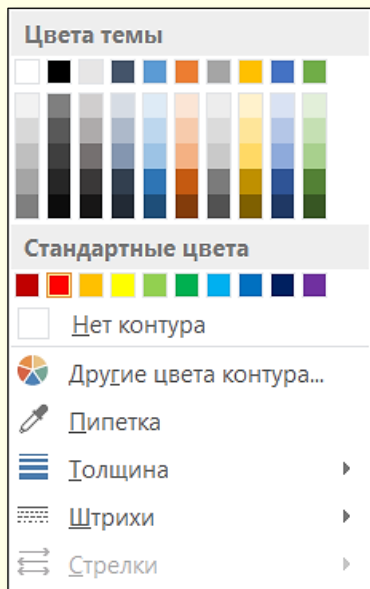 Цвета темы
Стандартные цвета
Нет контура
Другие цвета контура...
Пипетка
Толщина
Штрихи
Стрелки